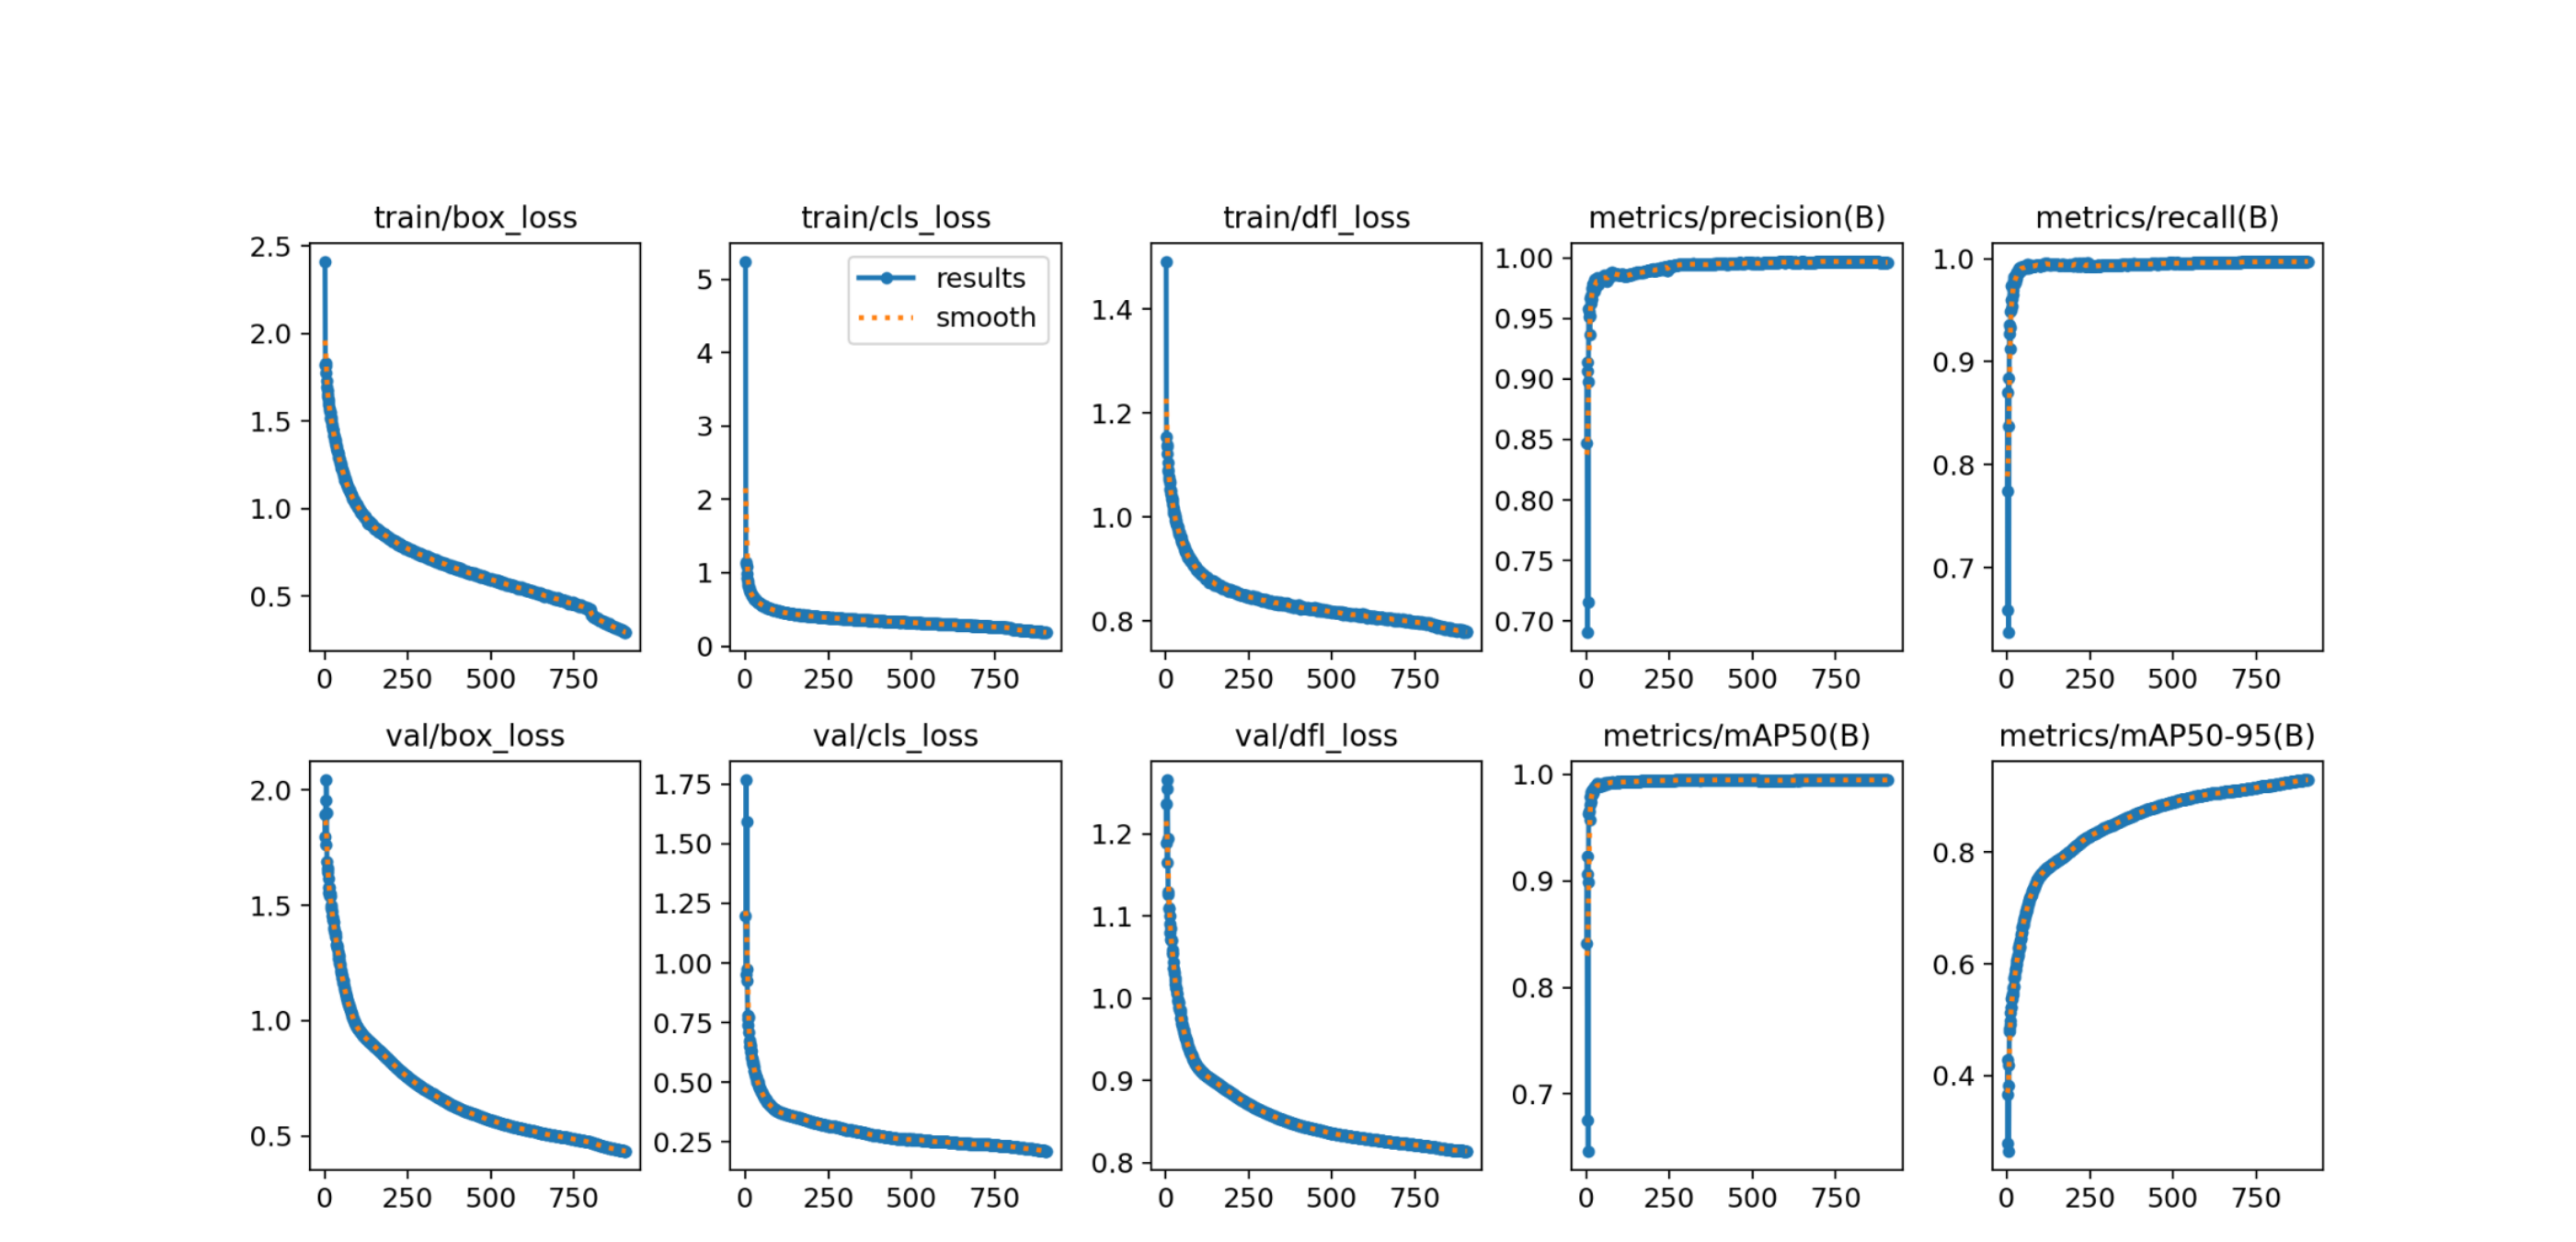 train/box_loss
2.5
2.0
1.5
1.0
0.5
0 250 500 750
train/cls_loss
results
smooth
5
4
3
2
1
0
0 250 500 750
train/dfl_loss
1.4
1.2
1.0
0.8
0 250 500 750
metrics/precision(B)
1.00
0.95
0.90
0.85
0.80
0.75
0.70
0 250 500 750
metrics/recall(B)
1.0
0.9
0.8
0.7
0 250 500 750
val/box_loss
2.0
1.5
1.0
0.5
0 250 500 750
val/cls_loss
1.75
1.50
1.25
1.00
0.75
0.50
0.25
0 250 500 750
val/dfl_loss
1.2
1.1
1.0
0.9
0.8
0 250 500 750
metrics/mAP50(B)
1.0
0.9
0.8
0.7
0 250 500 750
metrics/mAP50-95(B)
0.8
0.6
0.4
0 250 500 750